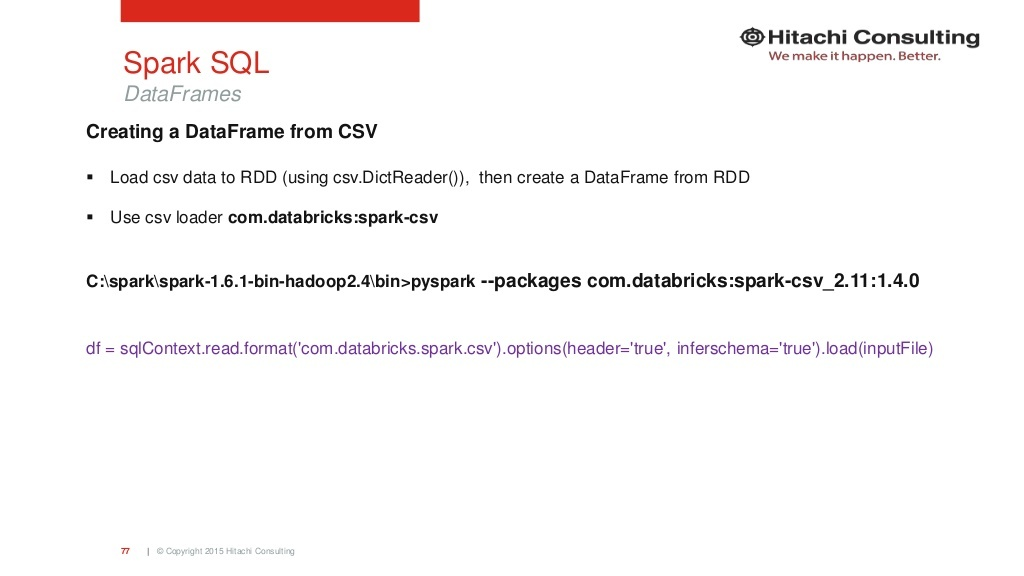 Hitachi Consulting
We make it happen. Better.
Spark SQL
DataFrames
Creating a DataFrame from CSV
▪ Load csv data to RDD (using csv.DictReader()),  then create a DataFrame from RDD
▪ Use csv loader com.databricks:spark-csv
C:\spark\spark-1.6.1-bin-hadoop2.4\bin>pyspark --packages com.databricks:spark-csv_2.11:1.4.0
df = sqlContext.read.format('com.databricks.spark.csv').options(header='true', inferschema='true').load(inputFile)
77 | © Copyright 2015 Hitachi Consulting